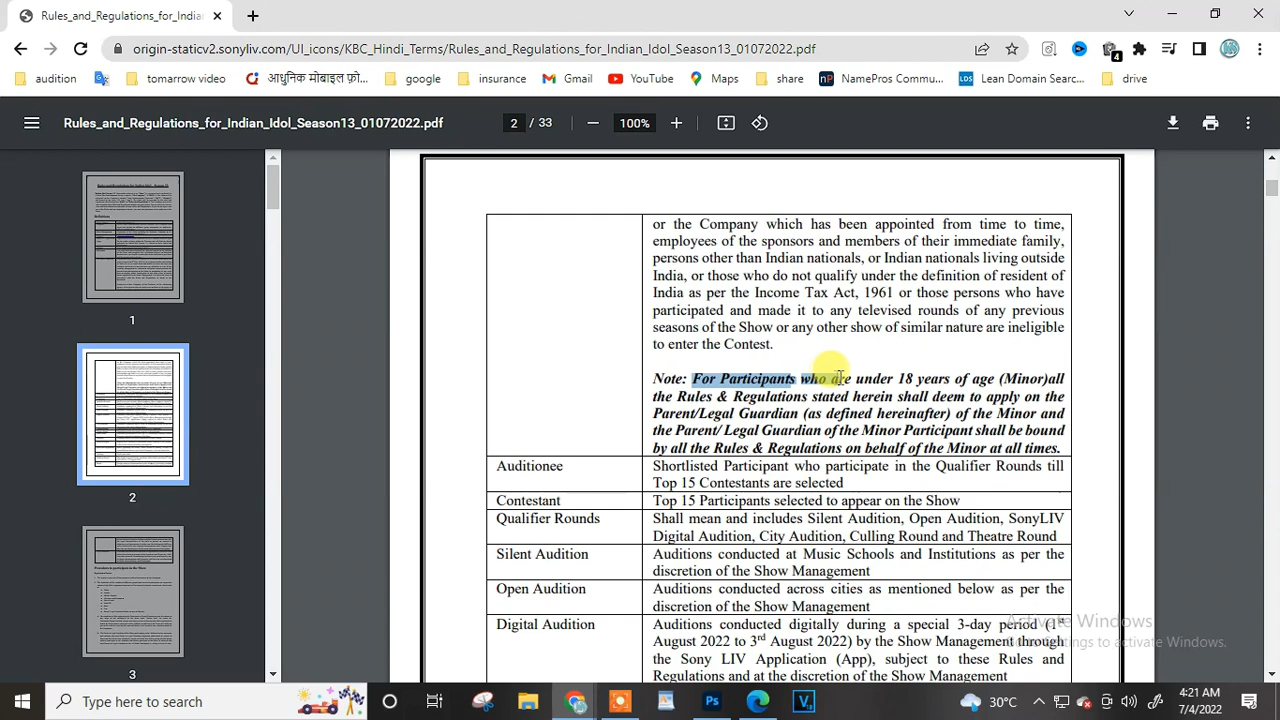 Rules_and_Regulations_for_Indi
origin-staticv2.sonyliv.com/UI_icons/KBC_Hindi_Terms/Rules_and_Regulations_for_Indian_Idol_Season13_01072022.pdf
4
audition
tomarrow video
आधुनिक मोबाइल फ़ो...
google
insurance
Gmail
YouTube
Maps
share
nP NamePros Commu...
LDS Lean Domain Searc...
drive
Rules_and_Regulations_for_Indian_Idol_Season13_01072022.pdf
2 / 33
100%
1
2
3
or the Company which has been appointed from time to time,
employees of the sponsors and members of their immediate family,
persons other than Indian nationals, or Indian nationals living outside
India, or those who do not qualify under the definition of resident of
India as per the Income Tax Act, 1961 or those persons who have
participated and made it to any televised rounds of any previous
seasons of the Show or any other show of similar nature are ineligible
to enter the Contest.
Note: For Participants who are under 18 years of age (Minor)all
the Rules & Regulations stated herein shall deem to apply on the
Parent/Legal Guardian (as defined hereinafter) of the Minor and
the Parent/ Legal Guardian of the Minor Participant shall be bound
by all the Rules & Regulations on behalf of the Minor at all times.
Auditionee
Shortlisted Participant who participate in the Qualifier Rounds till
Top 15 Contestants are selected
Contestant
Top 15 Participants selected to appear on the Show
Qualifier Rounds
Shall mean and includes Silent Audition, Open Audition, SonyLIV
Digital Audition, City Audition, Culling Round and Theatre Round
Silent Audition
Auditions conducted at Music Schools and Institutions as per the
discretion of the Show Management
Open Audition
Auditions conducted across cities as mentioned below as per the
discretion of the Show Management
Digital Audition
Auditions conducted digitally during a special 3-day period (1st
August 2022 to 3rd August 2022) by the Show Management through
the Sony LIV Application (App), subject to these Rules and
Regulations and at the discretion of the Show Management
Activate Windows
Go to Settings to activate Windows.
Type here to search
30°C
4:21 AM
7/4/2022